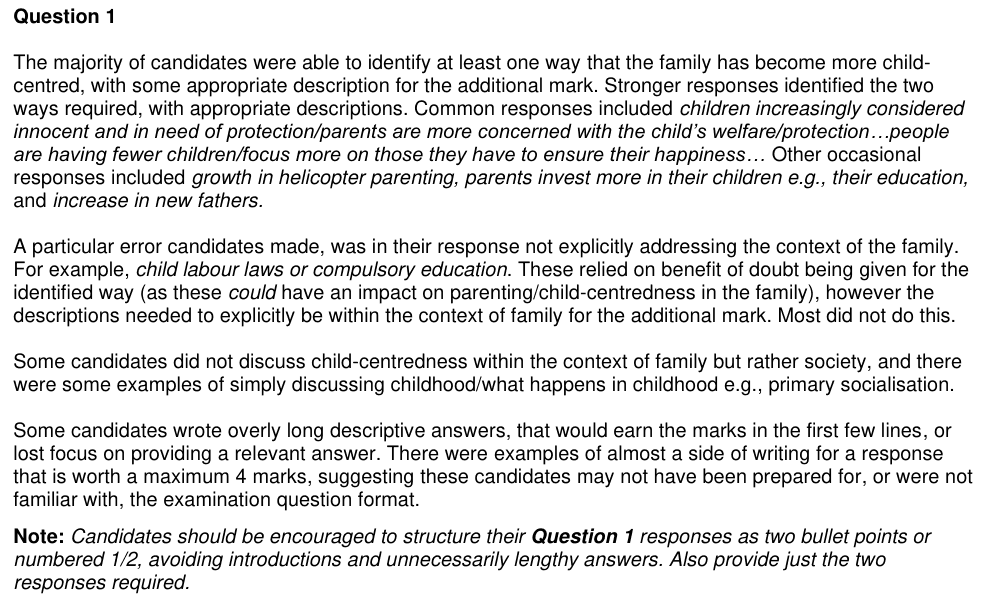 Question 1
The majority of candidates were able to identify at least one way that the family has become more child-
centred, with some appropriate description for the additional mark. Stronger responses identified the two
ways required, with appropriate descriptions. Common responses included children increasingly considered
innocent and in need of protection/parents are more concerned with the child's welfare/protection…people
are having fewer children/focus more on those they have to ensure their happiness… Other occasional
responses included growth in helicopter parenting, parents invest more in their children e.g., their education,
and increase in new fathers.
A particular error candidates made, was in their response not explicitly addressing the context of the family.
For example, child labour laws or compulsory education. These relied on benefit of doubt being given for the
identified way (as these could have an impact on parenting/child-centredness in the family), however the
descriptions needed to explicitly be within the context of family for the additional mark. Most did not do this.
Some candidates did not discuss child-centredness within the context of family but rather society, and there
were some examples of simply discussing childhood/what happens in childhood e.g., primary socialisation.
Some candidates wrote overly long descriptive answers, that would earn the marks in the first few lines, or
lost focus on providing a relevant answer. There were examples of almost a side of writing for a response
that is worth a maximum 4 marks, suggesting these candidates may not have been prepared for, or were not
familiar with, the examination question format.
Note: Candidates should be encouraged to structure their Question 1 responses as two bullet points or
numbered 1/2, avoiding introductions and unnecessarily lengthy answers. Also provide just the two
responses required.